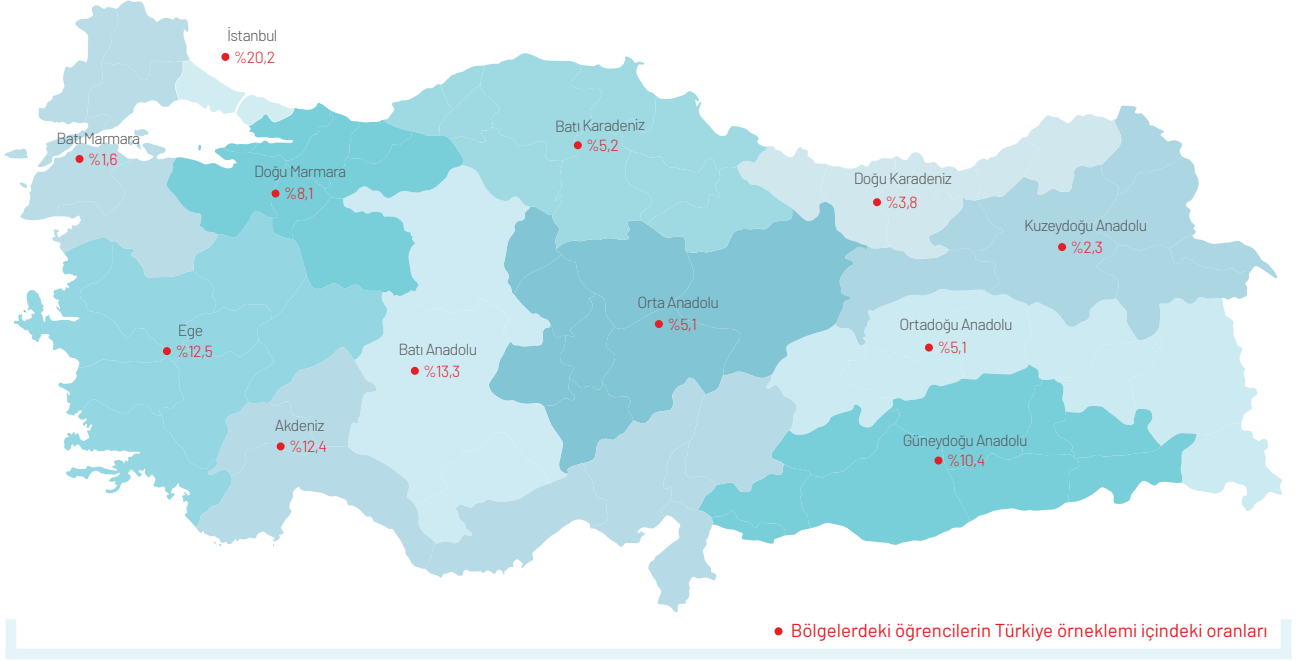 İstanbul
%20,2
Batı Marmara
%1,6
Doğu Marmara
%8,1
Batı Karadeniz
%5,2
Doğu Karadeniz
%3,8
Kuzeydoğu Anadolu
%2,3
Orta Anadolu
%5,1
Ortadoğu Anadolu
%5,1
Ege
%12,5
Batı Anadolu
%13,3
Akdeniz
%12,4
Güneydoğu Anadolu
%10,4
Bölgelerdeki öğrencilerin Türkiye örneklemi içindeki oranları